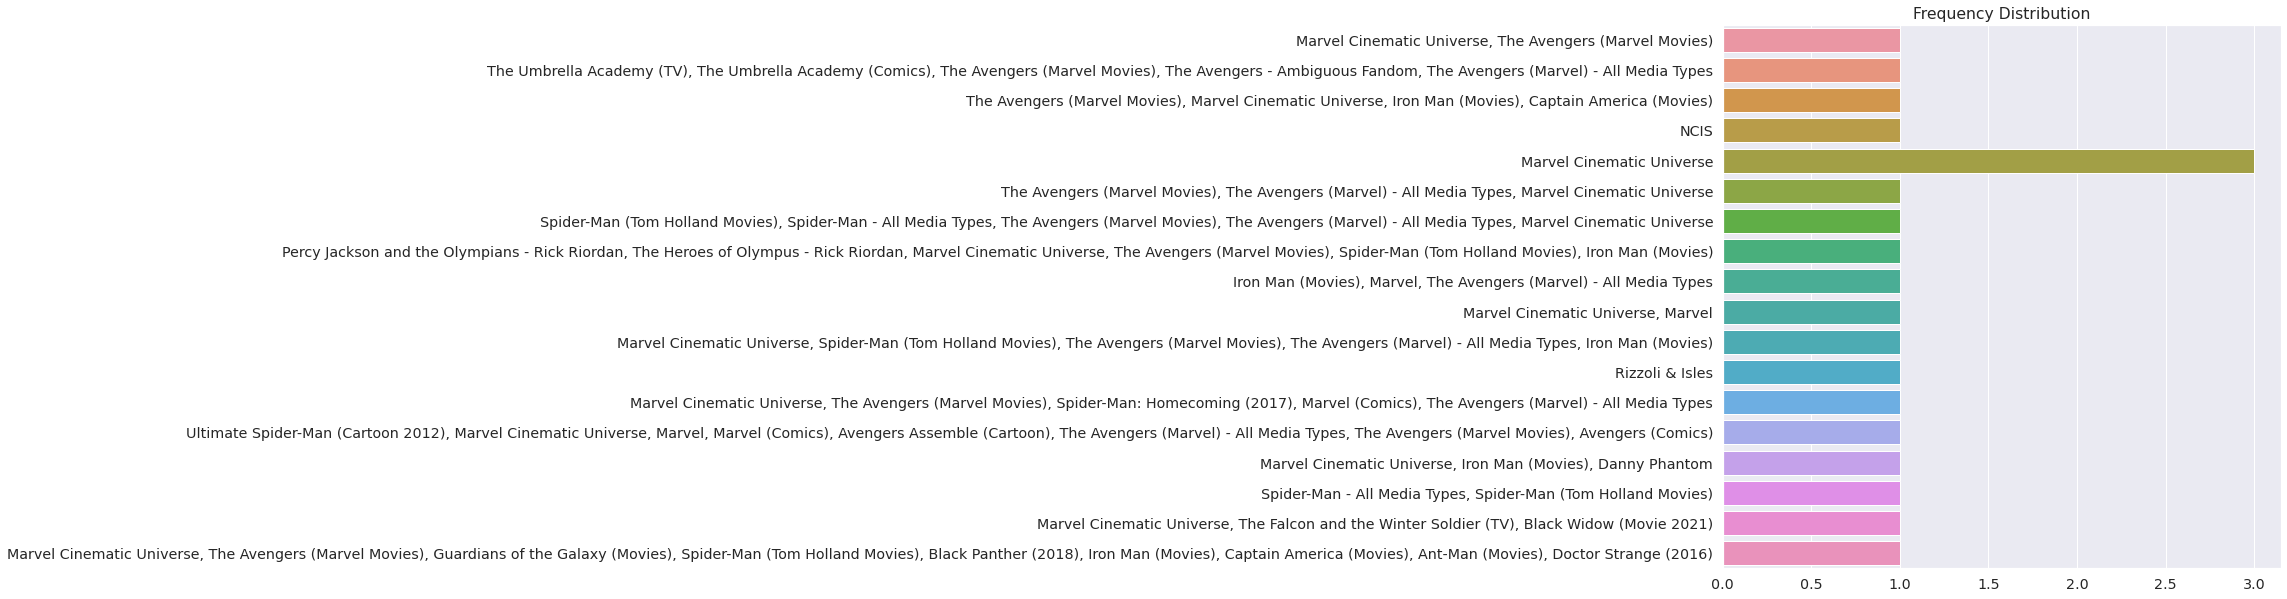 Frequency Distribution
Marvel Cinematic Universe, The Avengers (Marvel Movies)
The Umbrella Academy (TV), The Umbrella Academy (Comics), The Avengers (Marvel Movies), The Avengers - Ambiguous Fandom, The Avengers (Marvel) - All Media Types
The Avengers (Marvel Movies), Marvel Cinematic Universe, Iron Man (Movies), Captain America (Movies)
NCIS
Marvel Cinematic Universe
The Avengers (Marvel Movies), The Avengers (Marvel) - All Media Types, Marvel Cinematic Universe
Spider-Man (Tom Holland Movies), Spider-Man - All Media Types, The Avengers (Marvel Movies), The Avengers (Marvel) - All Media Types, Marvel Cinematic Universe
Percy Jackson and the Olympians - Rick Riordan, The Heroes of Olympus - Rick Riordan, Marvel Cinematic Universe, The Avengers (Marvel Movies), Spider-Man (Tom Holland Movies), Iron Man (Movies)
Iron Man (Movies), Marvel, The Avengers (Marvel) - All Media Types
Marvel Cinematic Universe, Marvel
Marvel Cinematic Universe, Spider-Man (Tom Holland Movies), The Avengers (Marvel Movies), The Avengers (Marvel) - All Media Types, Iron Man (Movies)
Rizzoli & Isles
Marvel Cinematic Universe, The Avengers (Marvel Movies), Spider-Man: Homecoming (2017), Marvel (Comics), The Avengers (Marvel) - All Media Types
Ultimate Spider-Man (Cartoon 2012), Marvel Cinematic Universe, Marvel, Marvel (Comics), Avengers Assemble (Cartoon), The Avengers (Marvel) - All Media Types, The Avengers (Marvel Movies), Avengers (Comics)
Marvel Cinematic Universe, Iron Man (Movies), Danny Phantom
Spider-Man - All Media Types, Spider-Man (Tom Holland Movies)
Marvel Cinematic Universe, The Falcon and the Winter Soldier (TV), Black Widow (Movie 2021)
Marvel Cinematic Universe, The Avengers (Marvel Movies), Guardians of the Galaxy (Movies), Spider-Man (Tom Holland Movies), Black Panther (2018), Iron Man (Movies), Captain America (Movies), Ant-Man (Movies), Doctor Strange (2016)
0.0 0.5 1.0 1.5 2.0 2.5 3.0